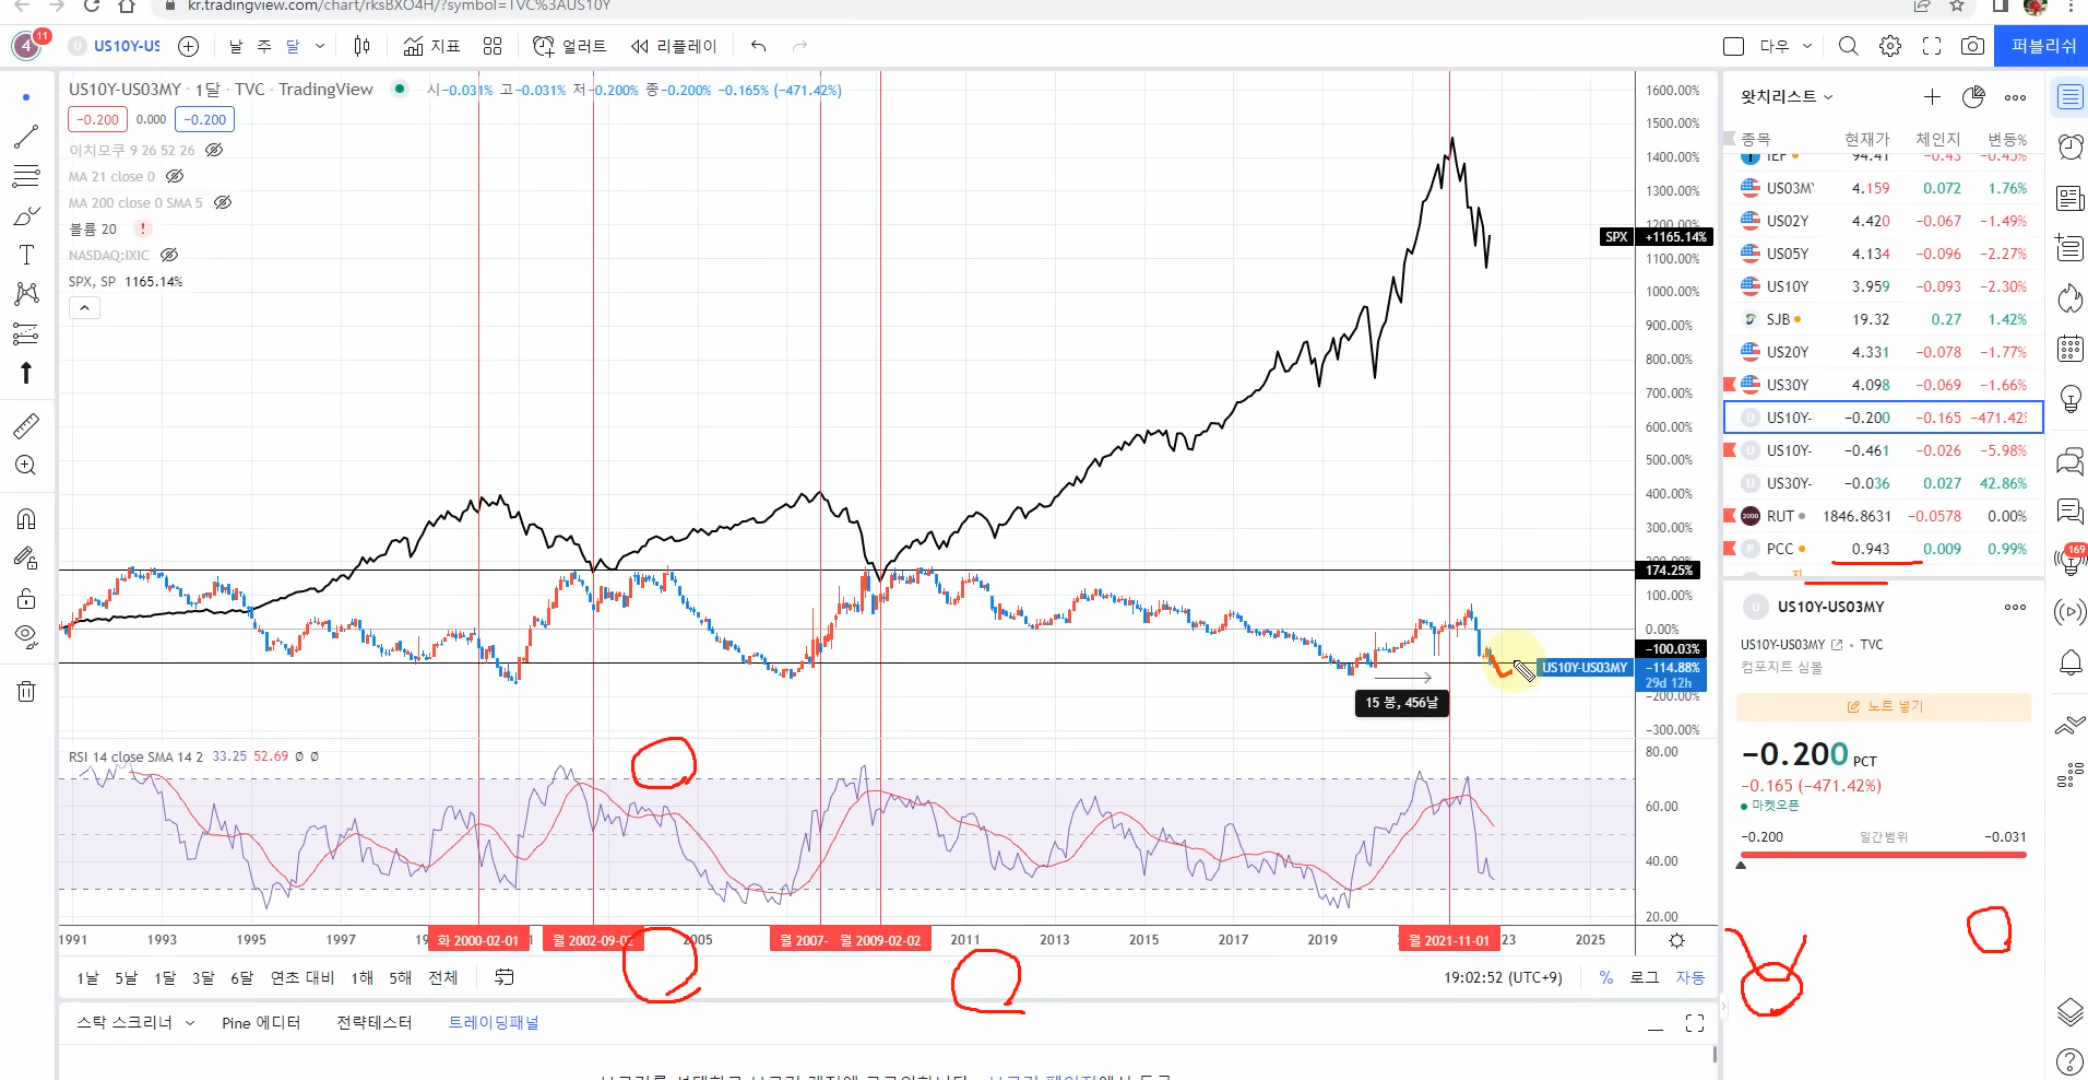 kr.tradingview.com/chart/rksBXO4H/?symbol=TVC%3AUS10Y
4 11 U US10Y-US 날 주 달 지표 얼러트 리플레이 다우 퍼블리쉬
US10Y-US03MY · 1달 · TVC · TradingView 시-0.031% 고-0.031% 저-0.200% 종-0.200% -0.165% (-471.42%)
-0.200 0.000 -0.200
이치모쿠 9 26 52 26
MA 21 close 0
MA 200 close 0 SMA 5
볼륨 20 !
NASDAQ:IXIC
SPX, SP 1165.14%
1600.00%
1500.00%
1400.00%
1300.00%
1200.00%
SPX +1165.14%
1100.00%
1000.00%
900.00%
800.00%
700.00%
600.00%
500.00%
400.00%
300.00%
200.00%
174.25%
100.00%
0.00%
-100.03%
US10Y-US03MY -114.88%
29d 12h
-200.00%
-300.00%
15 봉, 456날
RSI 14 close SMA 14 2 33.25 52.69 ∅ ∅
80.00
60.00
40.00
20.00
1991 1993 1995 1997 화 2000-02-01 월 2002-09-02 2005 월 2007- 월 2009-02-02 2011 2013 2015 2017 2019 월 2021-11-01 23 2025
1날 5날 1달 3달 6달 연초 대비 1해 5해 전체 19:02:52 (UTC+9) % 로그 자동
스탁 스크리너 Pine 에디터 전략테스터 트레이딩패널
왓치리스트
종목 현재가 체인지 변동%
IEF 94.41 -0.43 -0.45%
US03M 4.159 0.072 1.76%
US02Y 4.420 -0.067 -1.49%
US05Y 4.134 -0.096 -2.27%
US10Y 3.959 -0.093 -2.30%
SJB 19.32 0.27 1.42%
US20Y 4.331 -0.078 -1.77%
US30Y 4.098 -0.069 -1.66%
U US10Y- -0.200 -0.165 -471.42
U US10Y- -0.461 -0.026 -5.98%
U US30Y- -0.036 0.027 42.86%
2000 RUT 1846.8631 -0.0578 0.00%
P PCC 0.943 0.009 0.99%
169
U US10Y-US03MY
US10Y-US03MY • TVC
컴포지트 심볼
노트 넣기
-0.200 PCT
-0.165 (-471.42%)
마켓오픈
-0.200 일간범위 -0.031